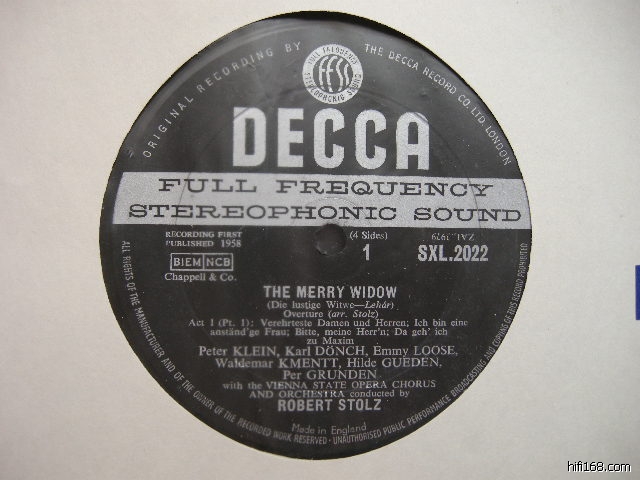 ORIGINAL RECORDING BY THE DECCA RECORD CO. LTD. LONDON
FULL FREQUENCY
FFSS
STEREOPHONIC SOUND
DECCA
FULL FREQUENCY
STEREOPHONIC SOUND
RECORDING FIRST
PUBLISHED 1958
(4 Sides)
1
ZAL.3979
SXL.2022
BIEM NCB
Chappell & Co.
THE MERRY WIDOW
(Die lustige Witwe—Lehár)
Overture (arr. Stolz)
Act 1 (Pt. 1): Verehrteste Damen und Herren; Ich bin eine
anständ'ge Frau; Bitte, meine Herr'n; Da geh' ich
zu Maxim
Peter KLEIN, Karl DÖNCH, Emmy LOOSE,
Waldemar KMENTT, Hilde GUEDEN,
Per GRUNDEN
with the VIENNA STATE OPERA CHORUS
AND ORCHESTRA conducted by
ROBERT STOLZ
Made in England
ALL RIGHTS OF THE MANUFACTURER AND OF THE OWNER OF THE RECORDED WORK RESERVED · UNAUTHORISED PUBLIC PERFORMANCE BROADCASTING AND COPYING OF THIS RECORD PROHIBITED
hifi168.com